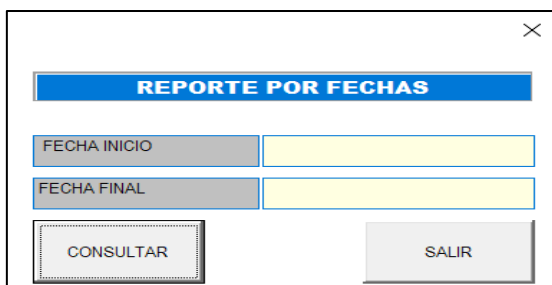 REPORTE POR FECHAS
FECHA INICIO
FECHA FINAL
CONSULTAR SALIR